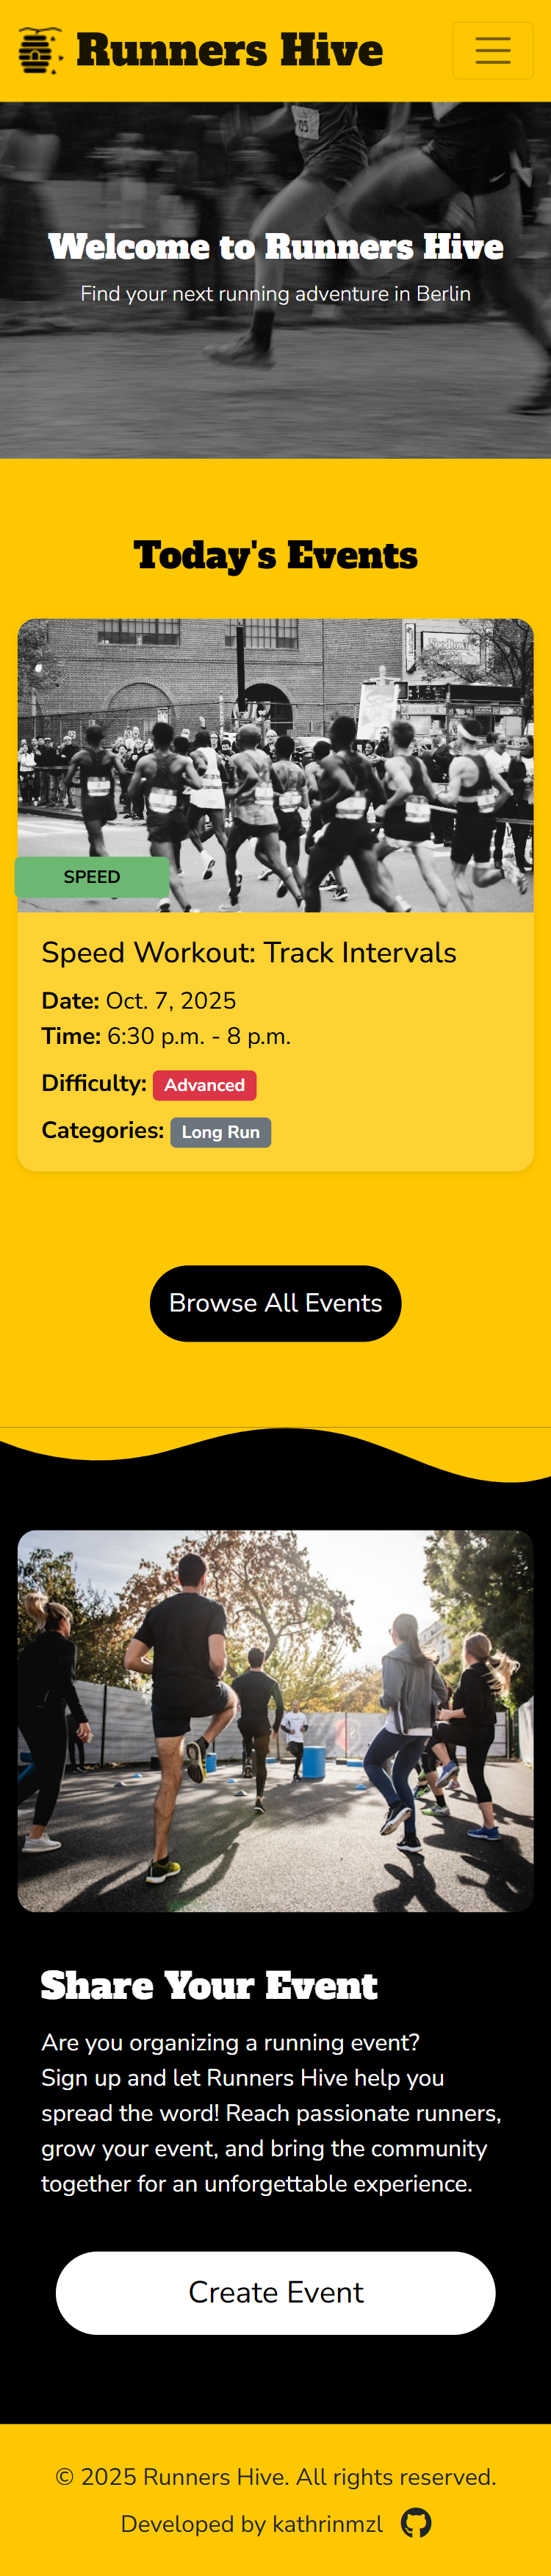 Runners Hive
Welcome to Runners Hive
Find your next running adventure in Berlin
Today's Events
SPEED
Speed Workout: Track Intervals
Date: Oct. 7, 2025
Time: 6:30 p.m. - 8 p.m.
Difficulty: Advanced
Categories: Long Run
Browse All Events
Share Your Event
Are you organizing a running event?
Sign up and let Runners Hive help you
spread the word! Reach passionate runners,
grow your event, and bring the community
together for an unforgettable experience.
Create Event
© 2025 Runners Hive. All rights reserved.
Developed by kathrinmzl